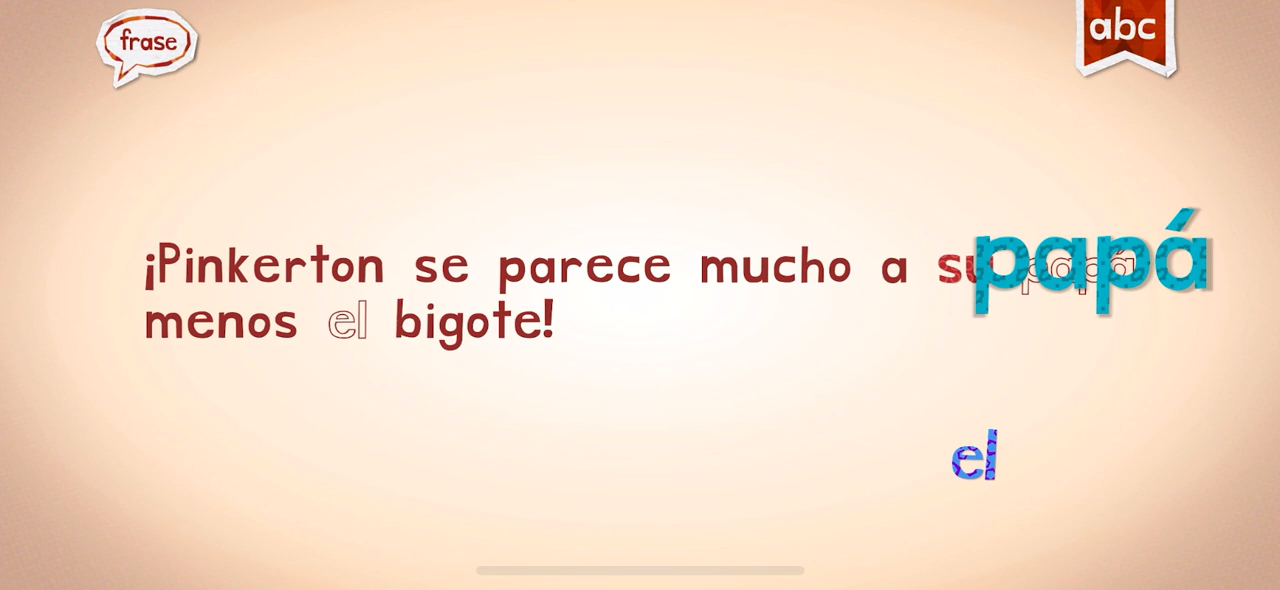 frase
abc
¡Pinkerton se parece mucho a su papá
papá
menos el bigote!
el